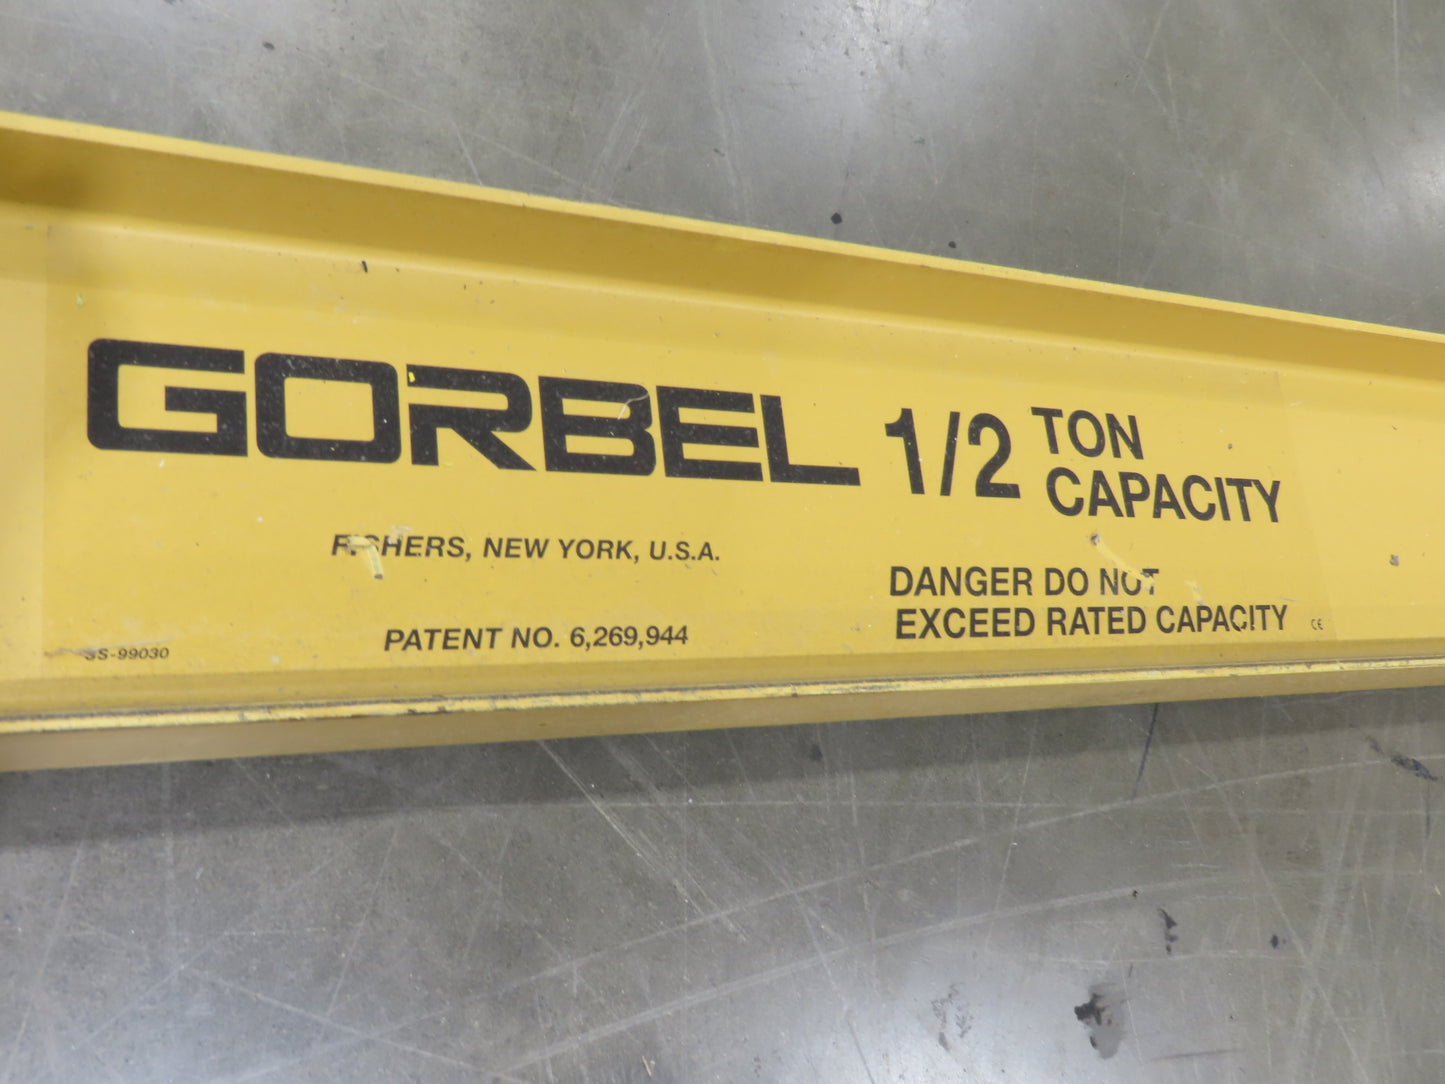 GORBEL 1/2 TON
CAPACITY
FISHERS, NEW YORK, U.S.A.
DANGER DO NOT
EXCEED RATED CAPACITY
PATENT NO. 6,269,944
SS-99030
CE